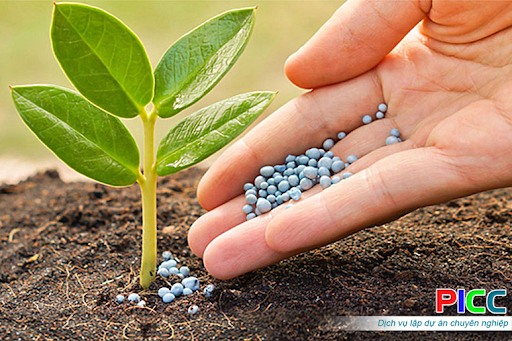 PICC
Dịch vụ lập dự án chuyên nghiệp